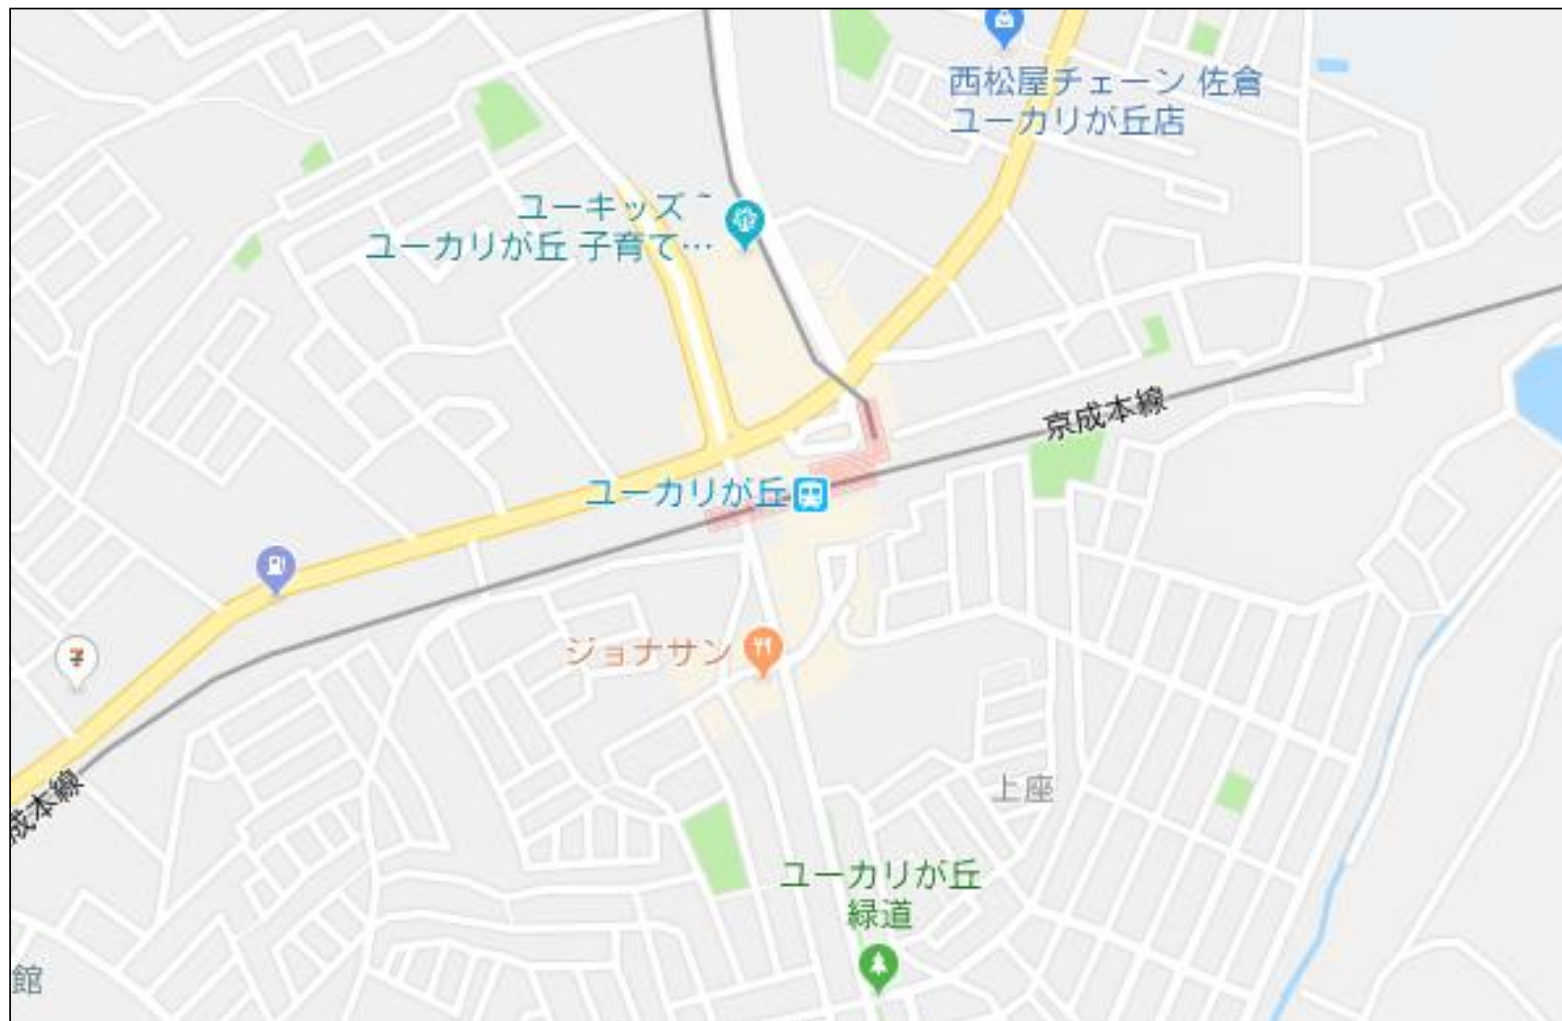 西松屋チェーン 佐倉
ユーカリが丘店
ユーキッズ ~
ユーカリが丘 子育て…
京成本線
ユーカリが丘
ジョナサン
上座
成本線
ユーカリが丘
緑道
館